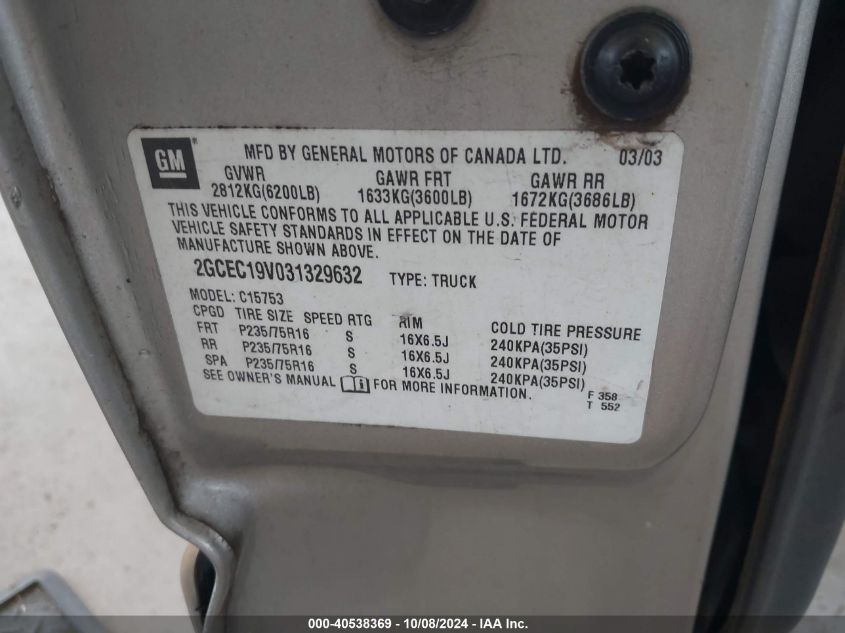 GM
MFD BY GENERAL MOTORS OF CANADA LTD. 03/03
GVWR GAWR FRT GAWR RR
2812KG(6200LB) 1633KG(3600LB) 1672KG(3686LB)
THIS VEHICLE CONFORMS TO ALL APPLICABLE U.S. FEDERAL MOTOR
VEHICLE SAFETY STANDARDS IN EFFECT ON THE DATE OF
MANUFACTURE SHOWN ABOVE.
2GCEC19V031329632 TYPE: TRUCK
MODEL: C15753
CPGD TIRE SIZE SPEED RTG RIM COLD TIRE PRESSURE
FRT P235/75R16 S 16X6.5J 240KPA(35PSI)
RR P235/75R16 S 16X6.5J 240KPA(35PSI)
SPA P235/75R16 S 16X6.5J 240KPA(35PSI)
SEE OWNER'S MANUAL FOR MORE INFORMATION.
F 358
T 552
000-40538369 - 10/08/2024 - IAA Inc.